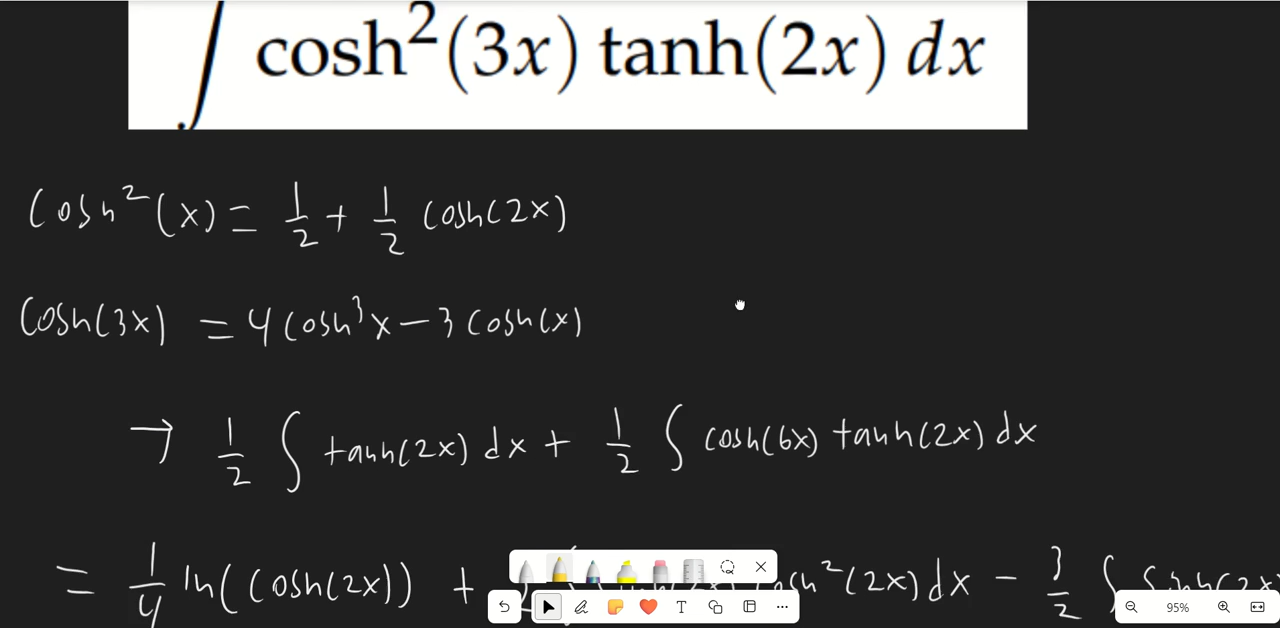 ∫ cosh²(3x) tanh(2x) dx
cosh²(x) = 1/2 + 1/2 cosh(2x)
cosh(3x) = 4cosh³x - 3cosh(x)
→ 1/2 ∫ tanh(2x) dx + 1/2 ∫ cosh(6x) tanh(2x) dx
= 1/4 ln(cosh(2x)) + (2x) dx - 3/2 ∫
95%